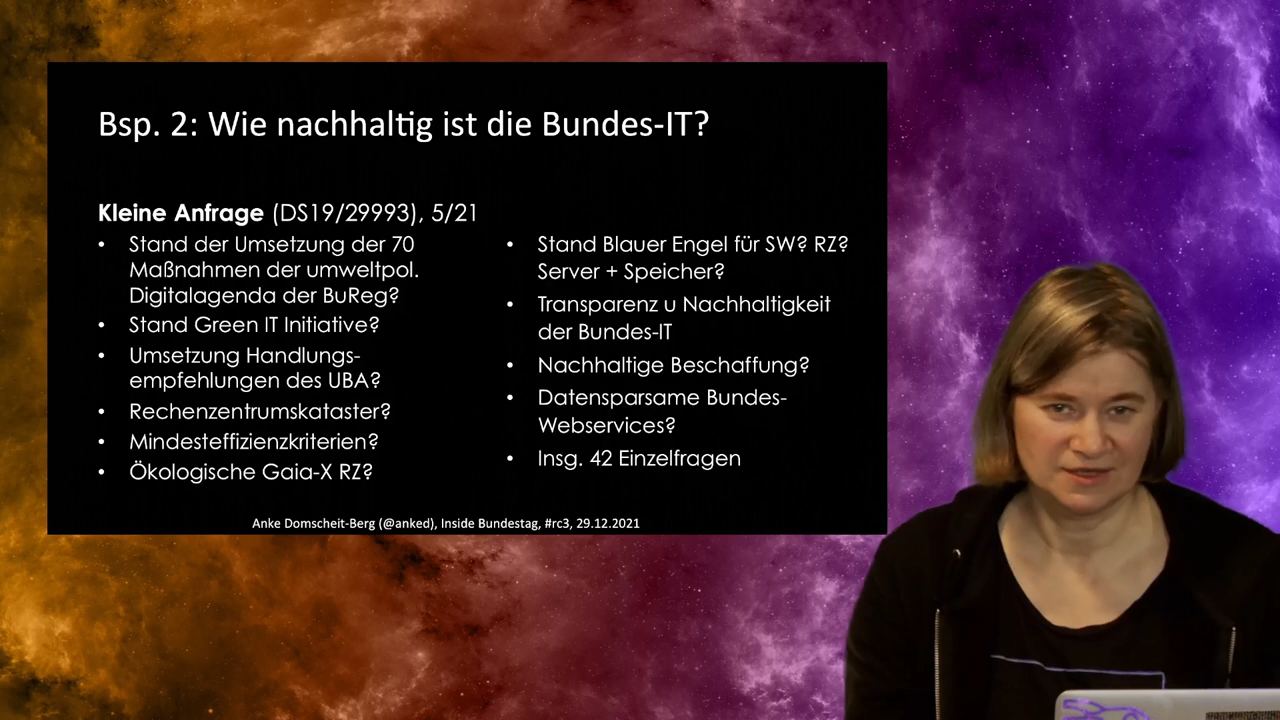 Bsp. 2: Wie nachhaltig ist die Bundes-IT?
Kleine Anfrage (DS19/29993), 5/21
• Stand der Umsetzung der 70
Maßnahmen der umweltpol.
Digitalagenda der BuReg?
• Stand Green IT Initiative?
• Umsetzung Handlungs-
empfehlungen des UBA?
• Rechenzentrumskataster?
• Mindesteffizienzkriterien?
• Ökologische Gaia-X RZ?
• Stand Blauer Engel für SW? RZ?
Server + Speicher?
• Transparenz u Nachhaltigkeit
der Bundes-IT
• Nachhaltige Beschaffung?
• Datensparsame Bundes-
Webservices?
• Insg. 42 Einzelfragen
Anke Domscheit-Berg (@anked), Inside Bundestag, #rc3, 29.12.2021